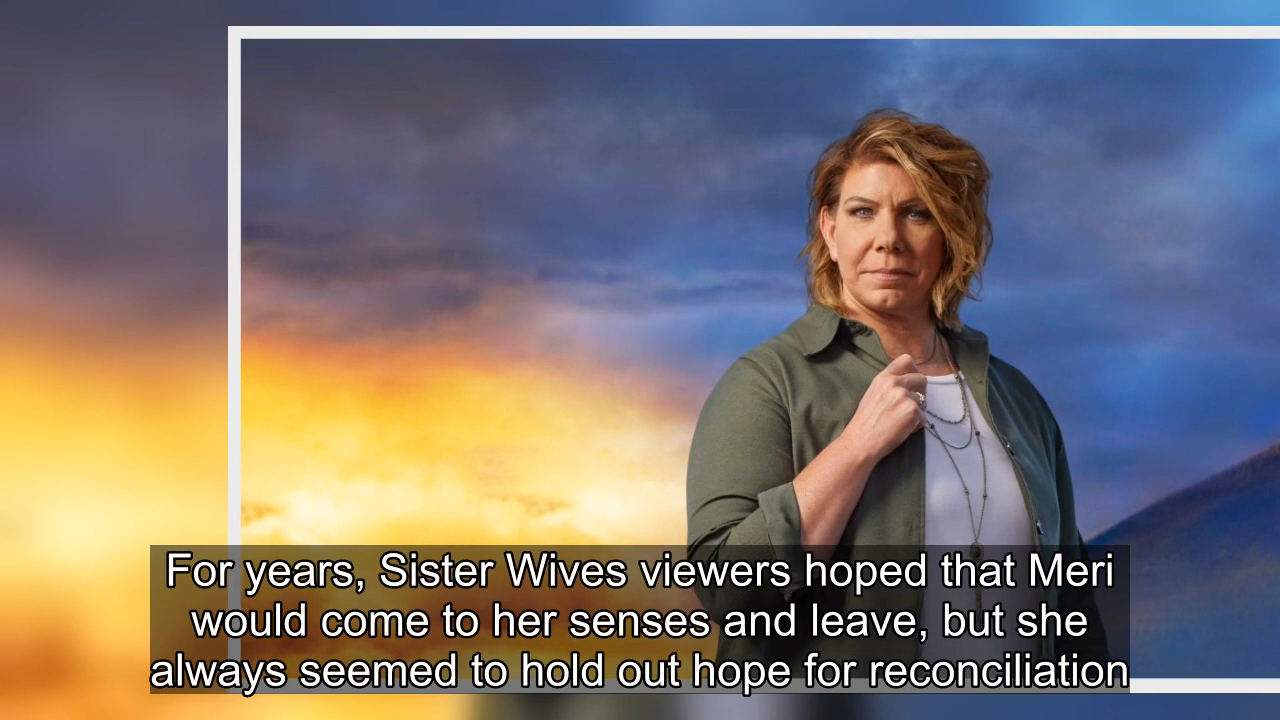 For years, Sister Wives viewers hoped that Meri
would come to her senses and leave, but she
always seemed to hold out hope for reconciliation